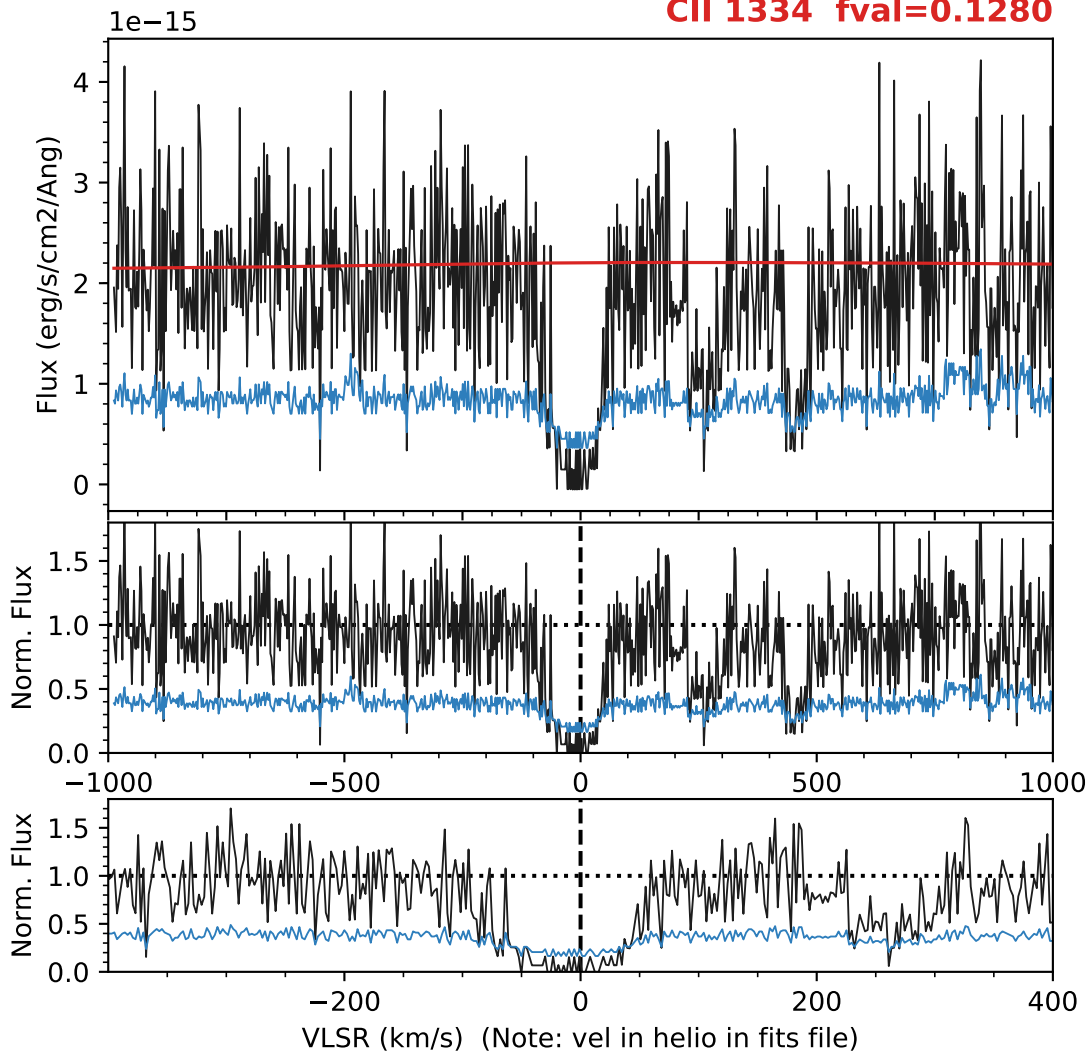 CII 1334 fval=0.1280
1e−15
4
3
2
1
0
Flux (erg/s/cm2/Ang)
1.5
1.0
0.5
0.0
Norm. Flux
−1000 −500 0 500 1000
1.5
1.0
0.5
0.0
Norm. Flux
−200 0 200 400
VLSR (km/s) (Note: vel in helio in fits file)